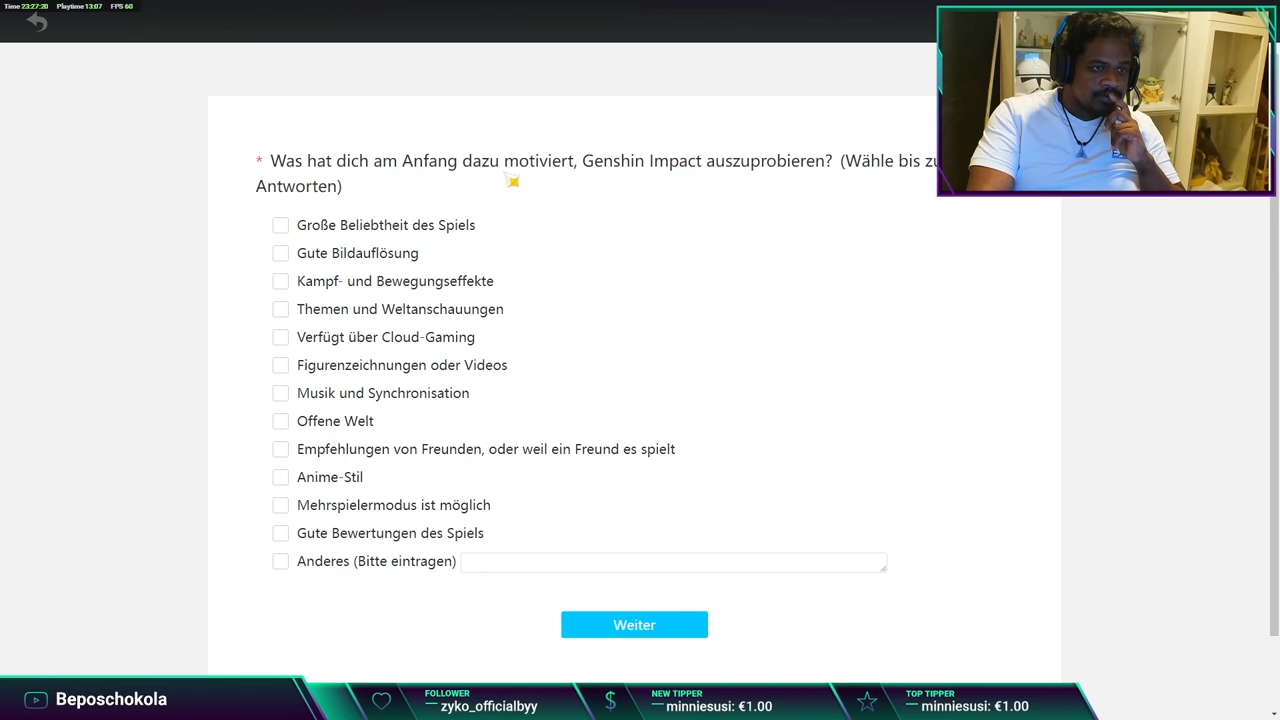 Time 23:27:20 Playtime 13:07 FPS 60
* Was hat dich am Anfang dazu motiviert, Genshin Impact auszuprobieren? (Wähle bis zu
Antworten)
Große Beliebtheit des Spiels
Gute Bildauflösung
Kampf- und Bewegungseffekte
Themen und Weltanschauungen
Verfügt über Cloud-Gaming
Figurenzeichnungen oder Videos
Musik und Synchronisation
Offene Welt
Empfehlungen von Freunden, oder weil ein Freund es spielt
Anime-Stil
Mehrspielermodus ist möglich
Gute Bewertungen des Spiels
Anderes (Bitte eintragen)
Weiter
Beposchokola
FOLLOWER
zyko_officialbyy
NEW TIPPER
minniesusi: €1.00
TOP TIPPER
minniesusi: €1.00